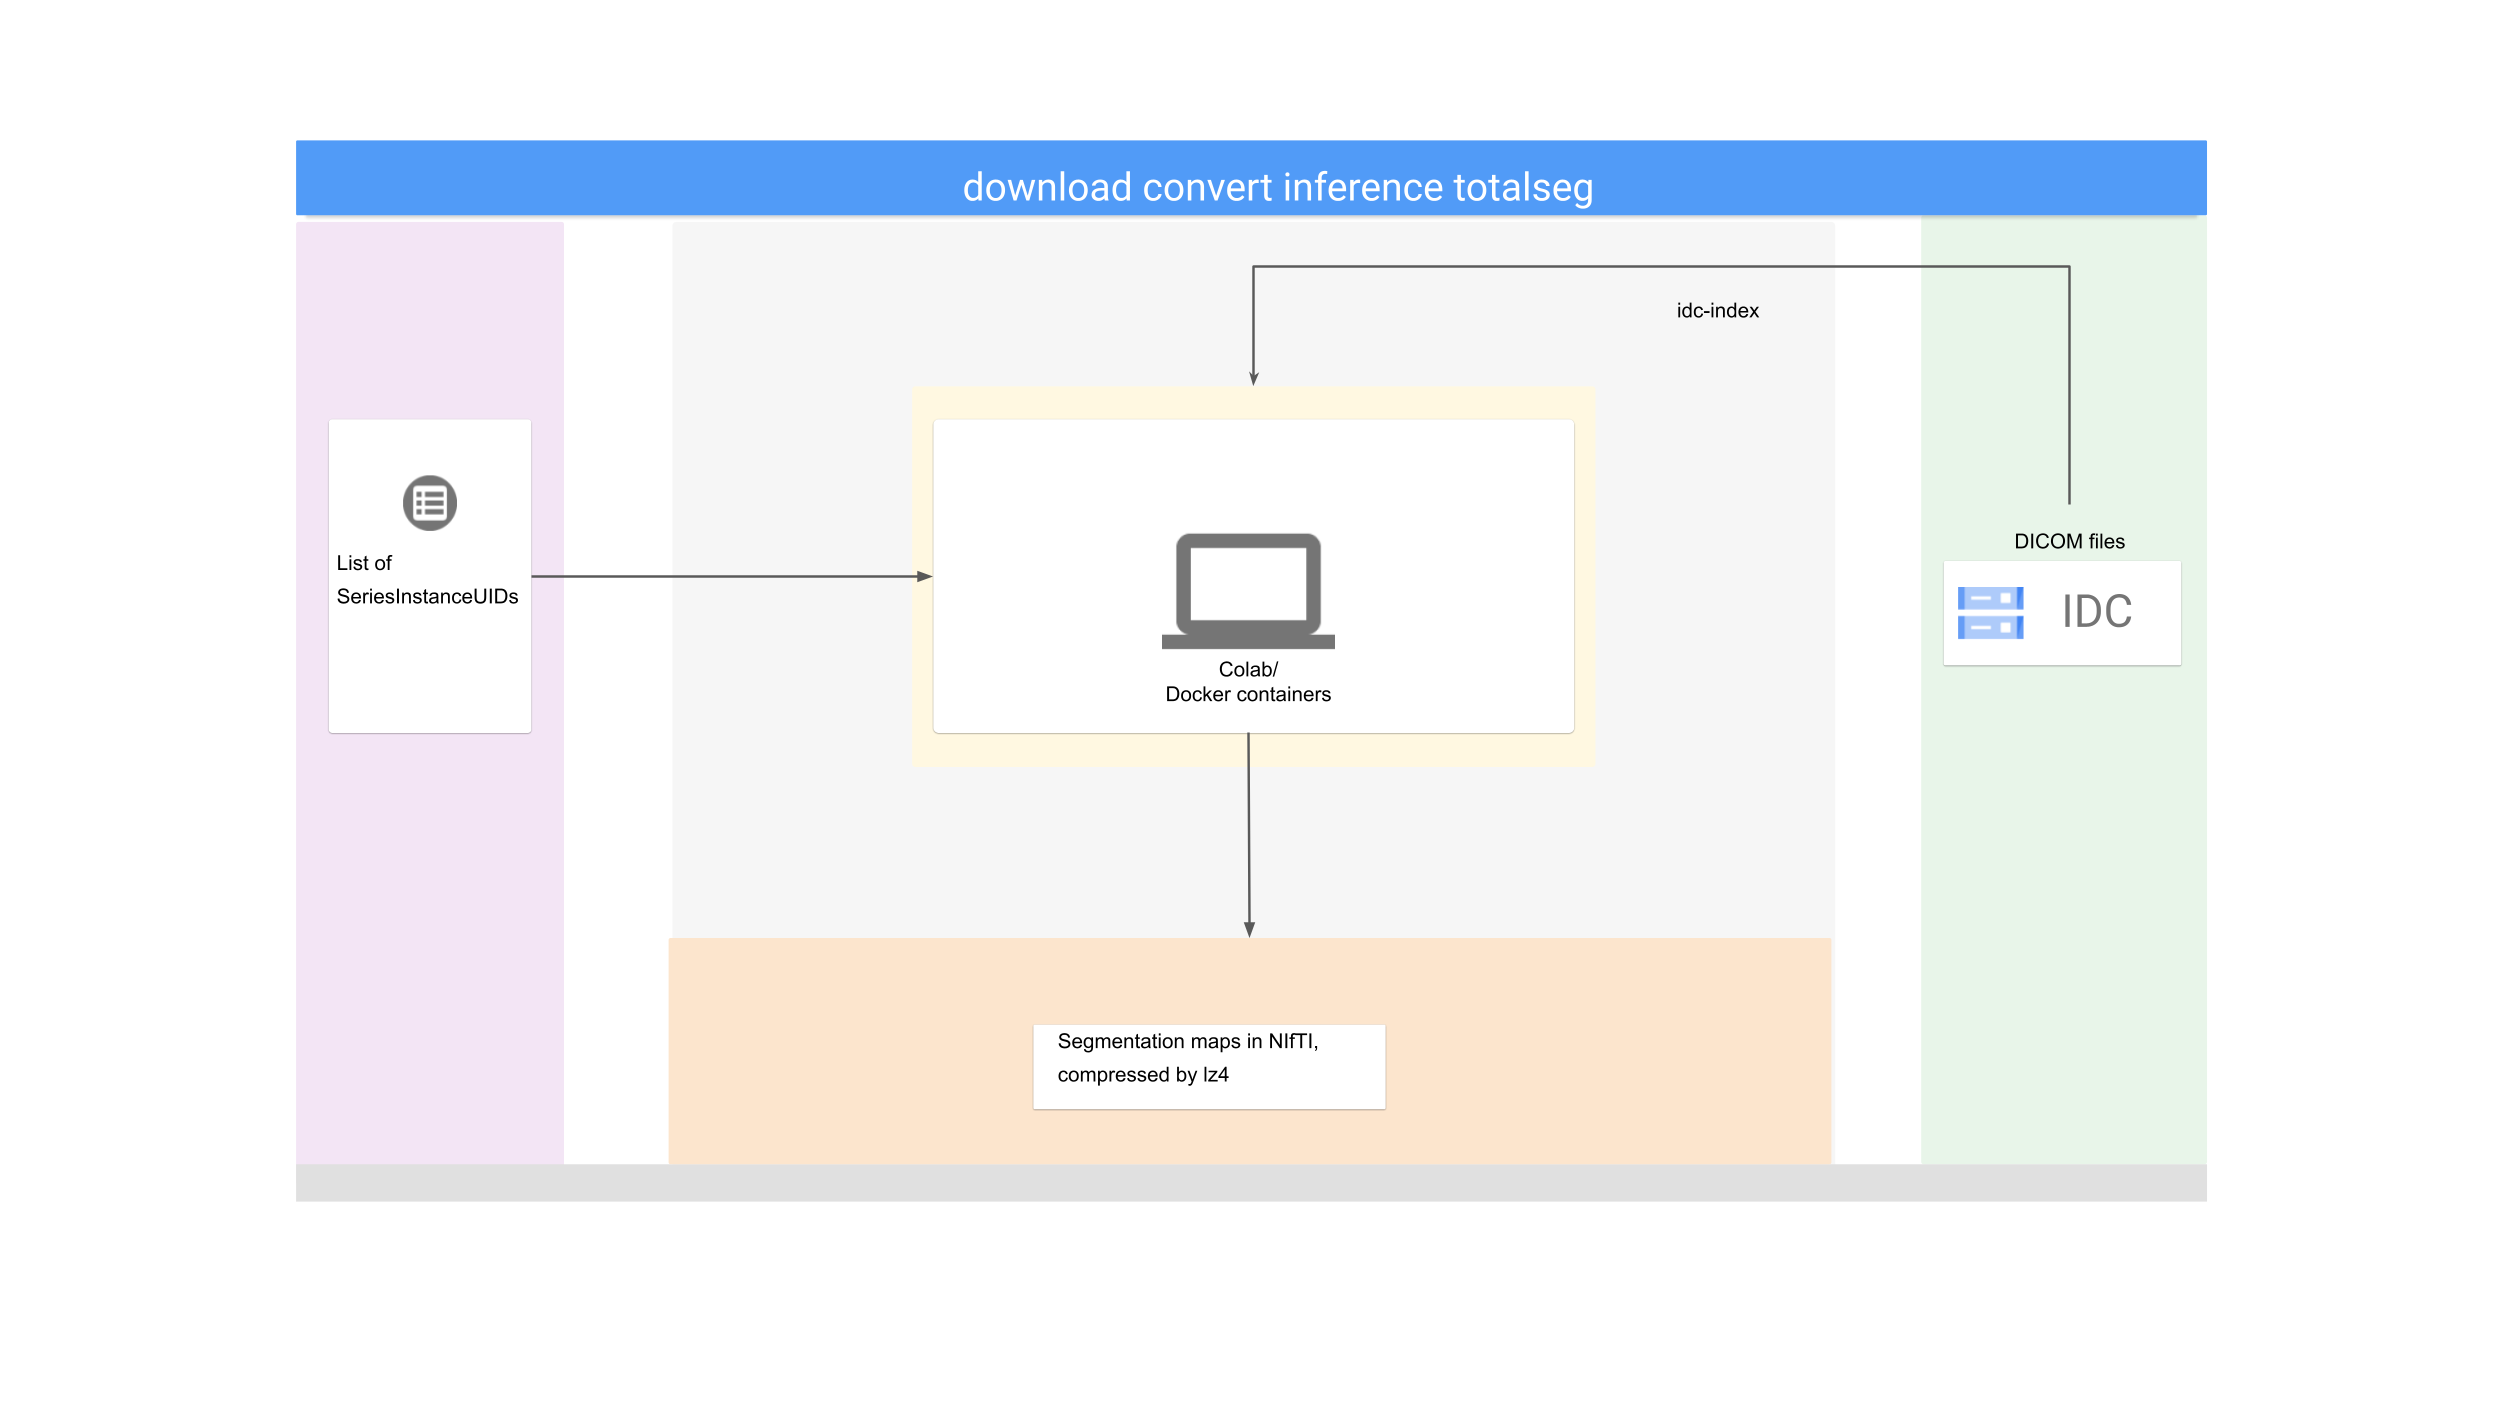 download convert inference totalseg
idc-index
List of
SeriesInstanceUIDs
Colab/
Docker containers
DICOM files
IDC
Segmentation maps in NIfTI,
compressed by lz4